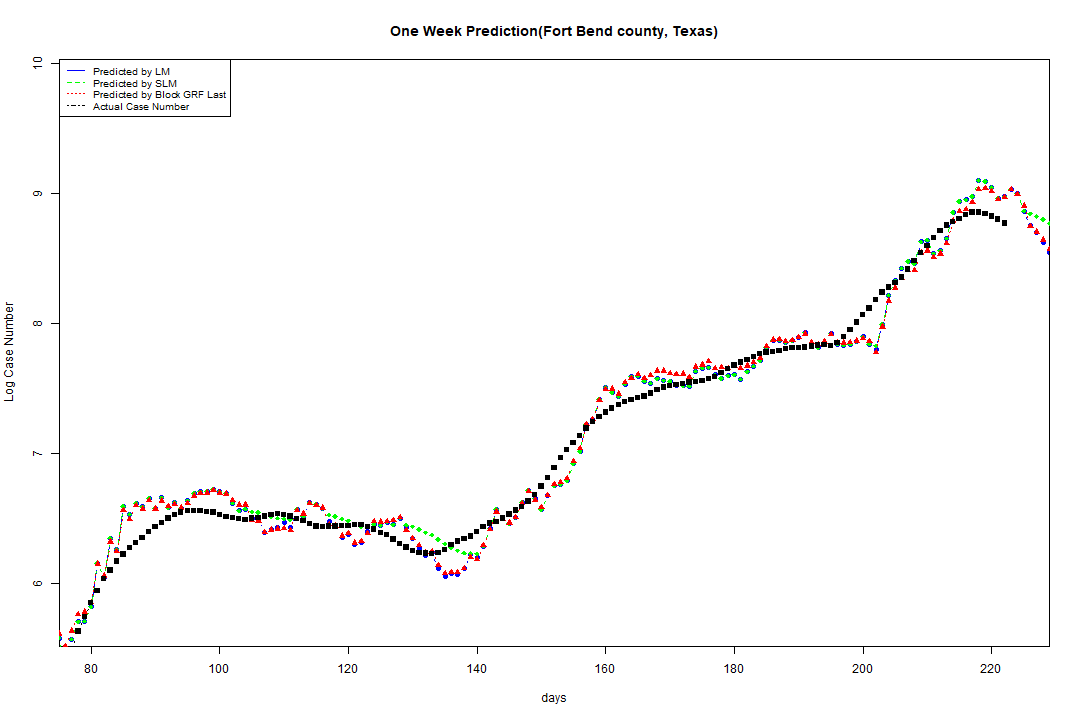 One Week Prediction(Fort Bend county, Texas)
Predicted by LM
Predicted by SLM
Predicted by Block GRF Last
Actual Case Number
10
9
8
7
6
Log Case Number
80 100 120 140 160 180 200 220
days